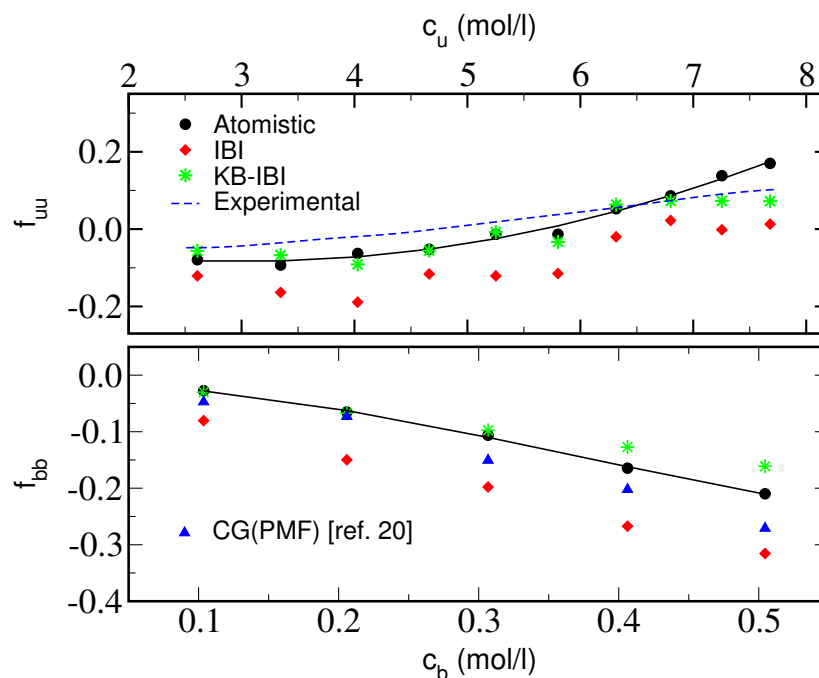 c_u (mol/l)
2 3 4 5 6 7 8
f_uu
0.2
0.0
-0.2
Atomistic
IBI
KB-IBI
Experimental
f_bb
0.0
-0.1
-0.2
-0.3
-0.4
CG(PMF) [ref. 20]
0.1 0.2 0.3 0.4 0.5
c_b (mol/l)